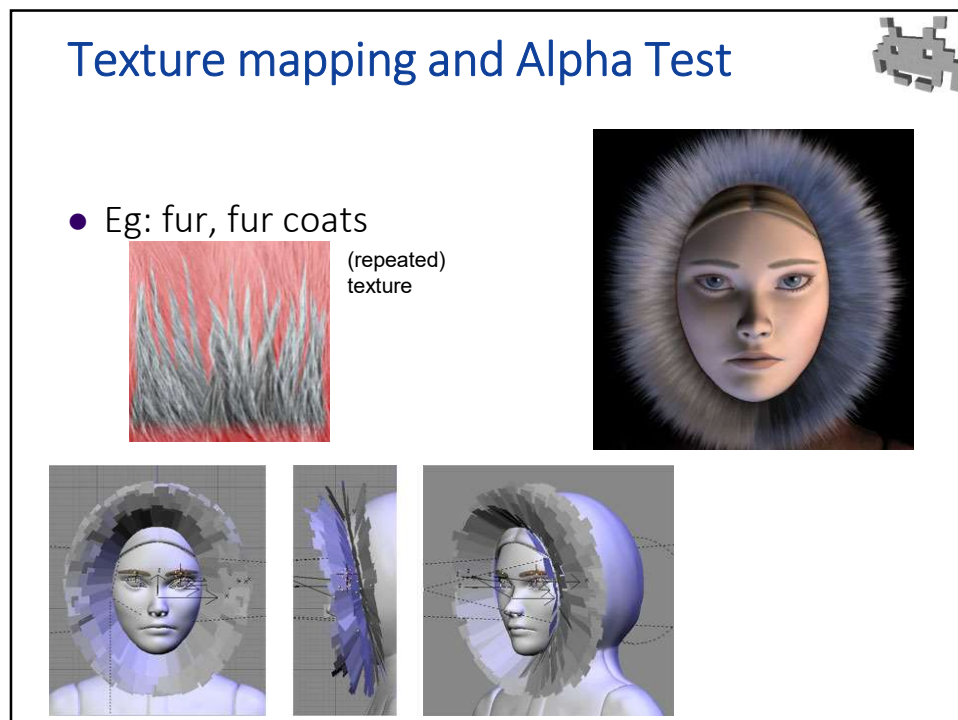 Texture mapping and Alpha Test
● Eg: fur, fur coats
(repeated)
texture